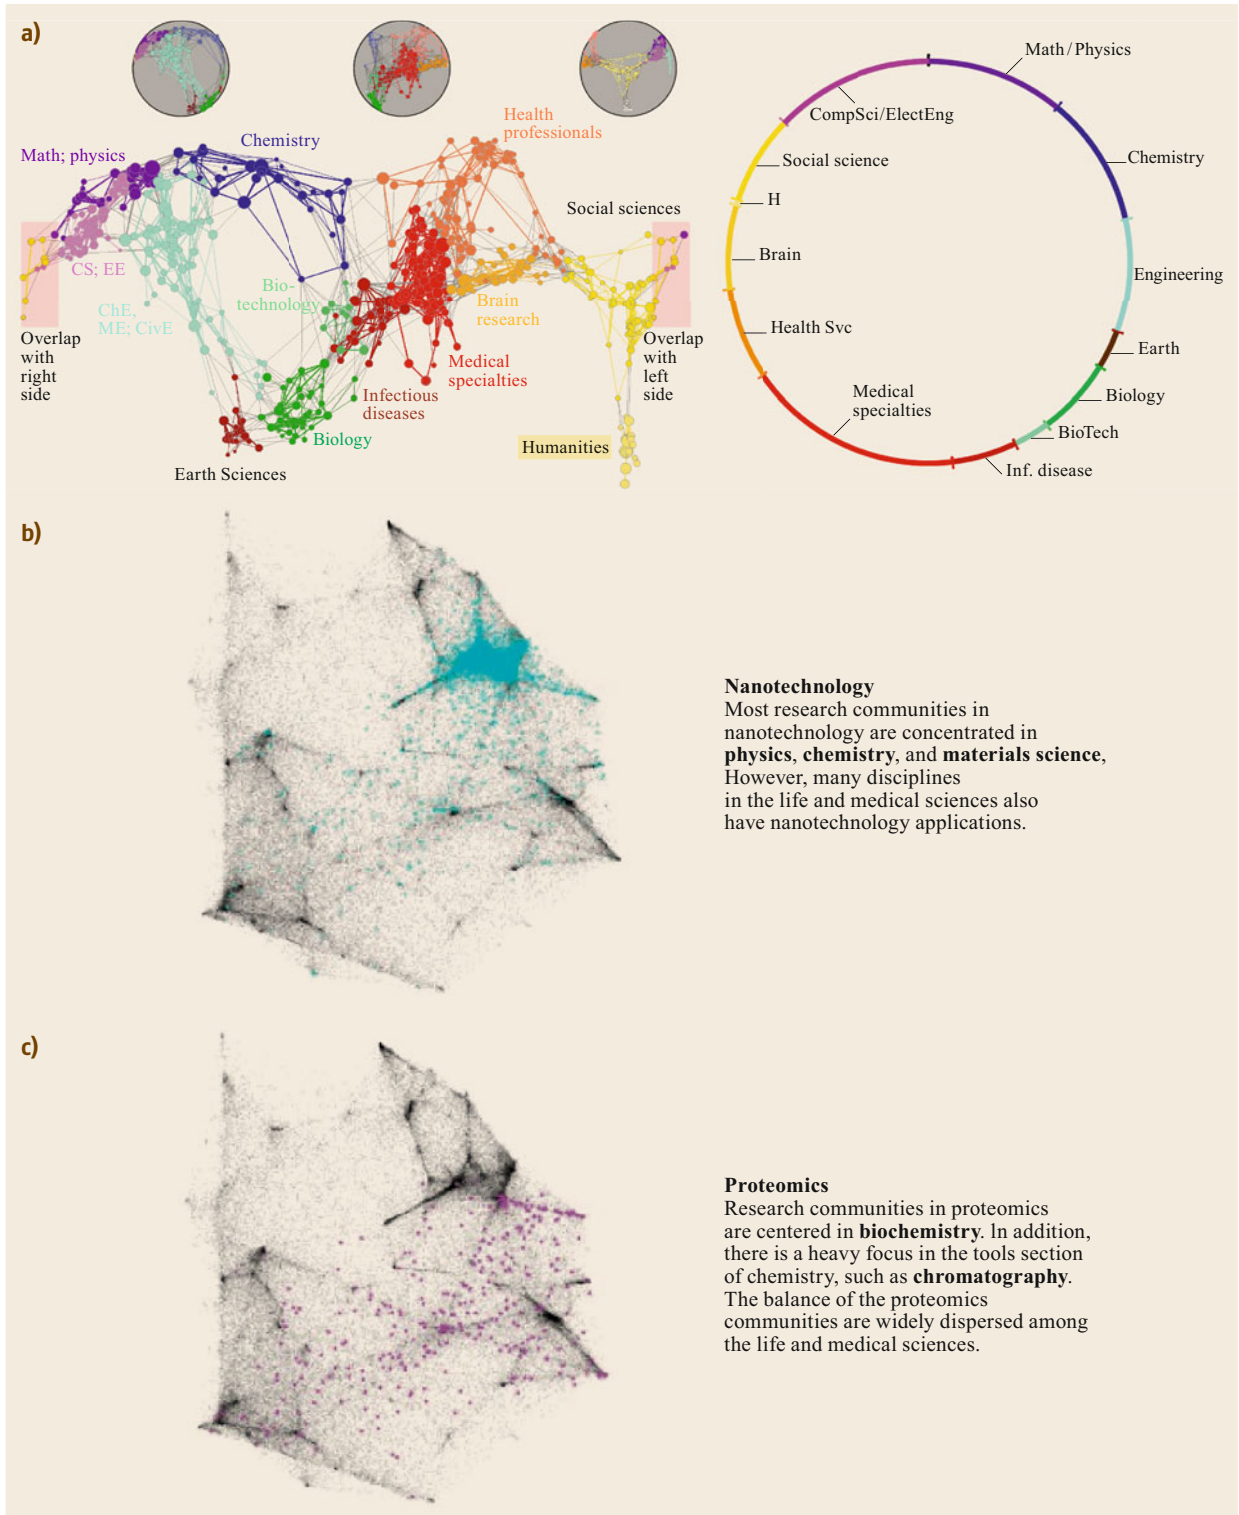 a)
Math; physics
Chemistry
Health
professionals
Social sciences
CS; EE
ChE,
ME; CivE
Bio-
technology
Brain
research
Overlap
with
right
side
Overlap
with
left
side
Medical
specialties
Infectious
diseases
Biology
Humanities
Earth Sciences
Math / Physics
CompSci/ElectEng
Social science
Chemistry
H
Brain
Engineering
Health Svc
Earth
Medical
specialties
Biology
BioTech
Inf. disease
b)
Nanotechnology
Most research communities in
nanotechnology are concentrated in
physics, chemistry, and materials science,
However, many disciplines
in the life and medical sciences also
have nanotechnology applications.
c)
Proteomics
Research communities in proteomics
are centered in biochemistry. In addition,
there is a heavy focus in the tools section
of chemistry, such as chromatography.
The balance of the proteomics
communities are widely dispersed among
the life and medical sciences.